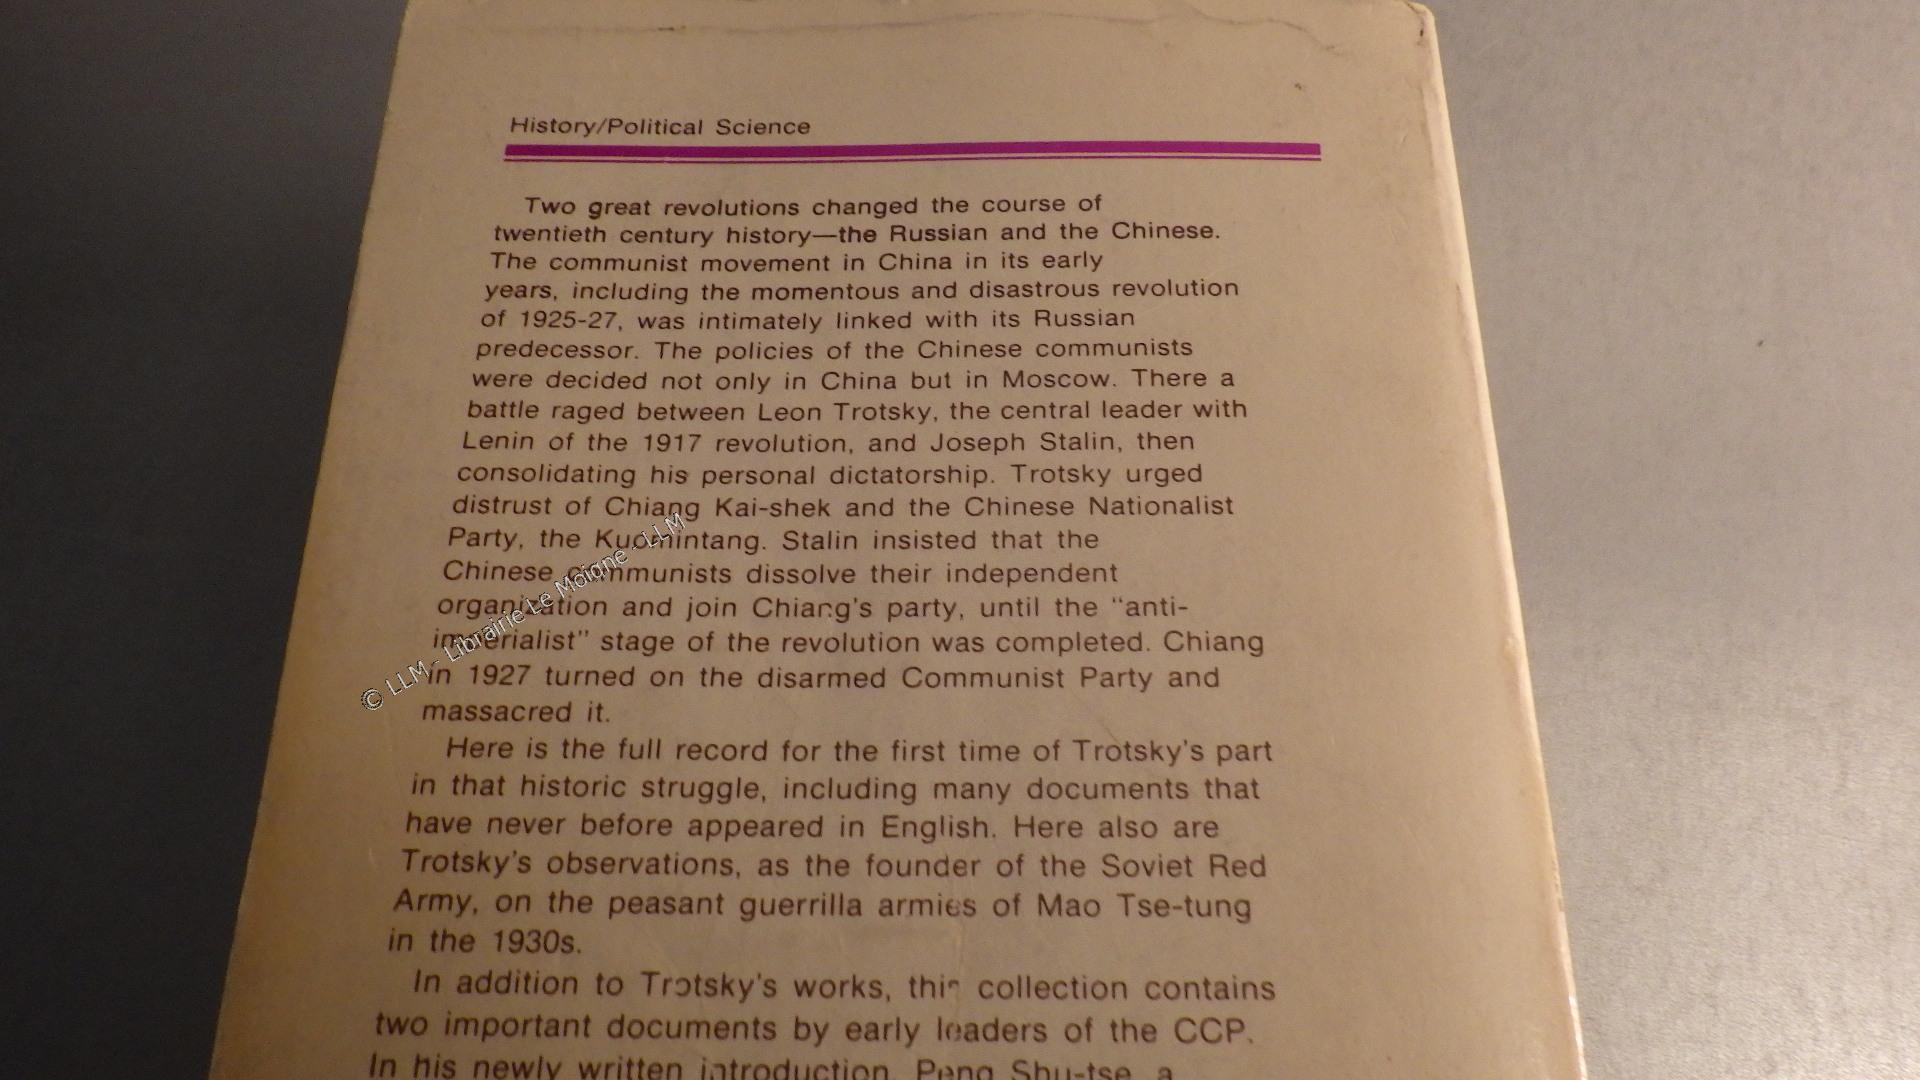 History/Political Science
Two great revolutions changed the course of
twentieth century history—the Russian and the Chinese.
The communist movement in China in its early
years, including the momentous and disastrous revolution
of 1925-27, was intimately linked with its Russian
predecessor. The policies of the Chinese communists
were decided not only in China but in Moscow. There a
battle raged between Leon Trotsky, the central leader with
Lenin of the 1917 revolution, and Joseph Stalin, then
consolidating his personal dictatorship. Trotsky urged
distrust of Chiang Kai-shek and the Chinese Nationalist
Party, the Kuomintang. Stalin insisted that the
Chinese communists dissolve their independent
organization and join Chiang's party, until the "anti-
imperialist" stage of the revolution was completed. Chiang
in 1927 turned on the disarmed Communist Party and
massacred it.
Here is the full record for the first time of Trotsky's part
in that historic struggle, including many documents that
have never before appeared in English. Here also are
Trotsky's observations, as the founder of the Soviet Red
Army, on the peasant guerrilla armies of Mao Tse-tung
in the 1930s.
In addition to Trotsky's works, this collection contains
two important documents by early leaders of the CCP.
In his newly written introduction, Peng Shu-tse, a
© LLM - Librairie Le Moigne - LLM